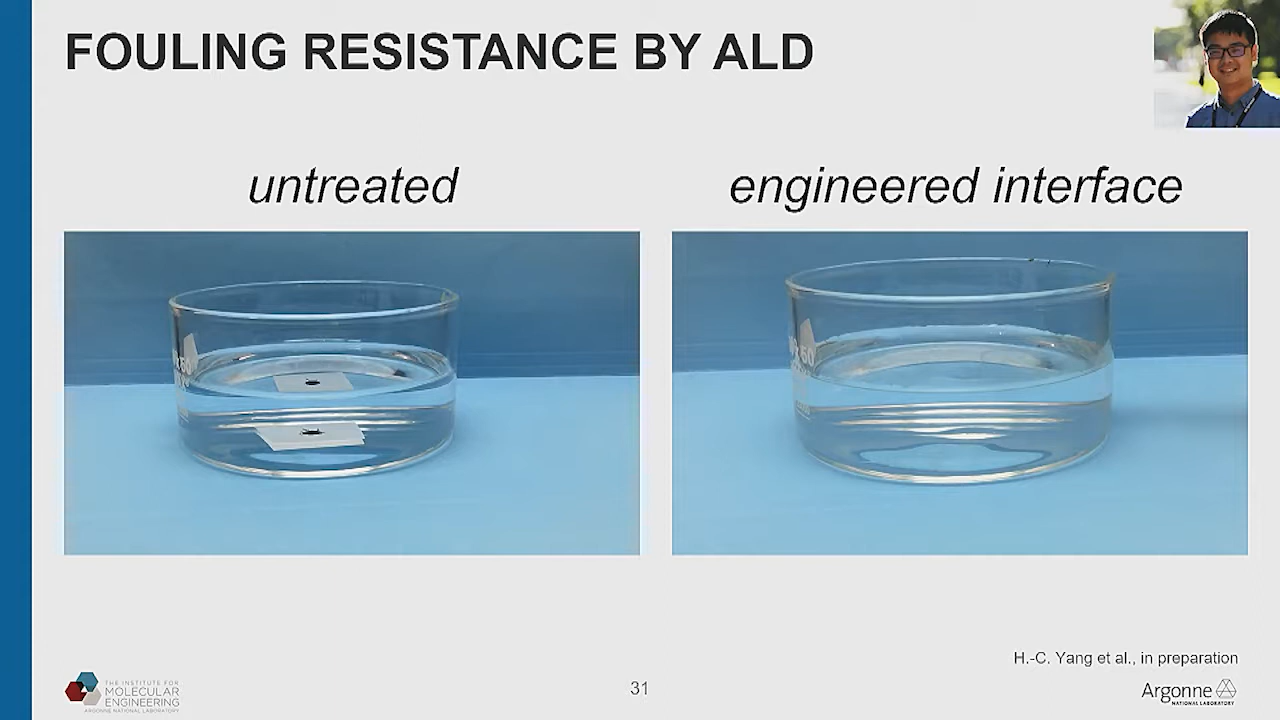 FOULING RESISTANCE BY ALD
untreated
engineered interface
H.-C. Yang et al., in preparation
THE INSTITUTE FOR
MOLECULAR
ENGINEERING
ARGONNE NATIONAL LABORATORY
31
Argonne
NATIONAL LABORATORY